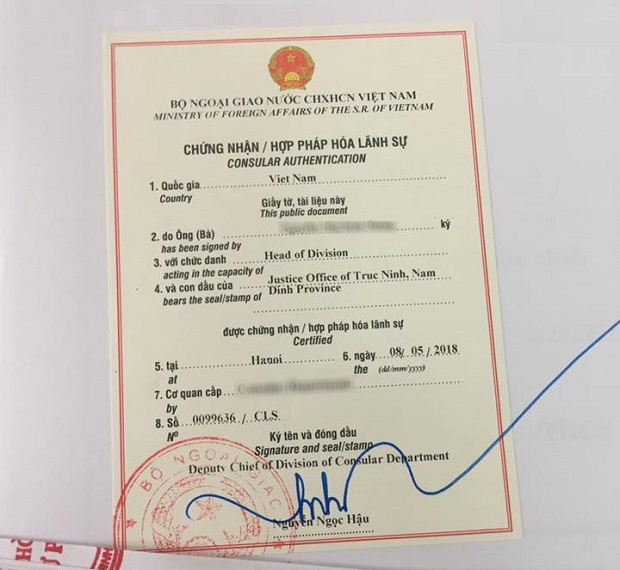 BỘ NGOẠI GIAO NƯỚC CHXHCN VIỆT NAM
MINISTRY OF FOREIGN AFFAIRS OF THE S.R. OF VIETNAM
CHỨNG NHẬN / HỢP PHÁP HÓA LÃNH SỰ
CONSULAR AUTHENTICATION
1. Quốc gia Viet Nam
Country
Giấy tờ, tài liệu này
This public document
2. do Ông (Bà) ký
has been signed by
3. với chức danh Head of Division
acting in the capacity of
4. và con dấu của Justice Office of Truc Ninh, Nam
bears the seal/stamp of Dinh Province
được chứng nhận / hợp pháp hóa lãnh sự
Certified
5. tại Hanoi 6. ngày 08/05/2018
at the (dd/mm/yyyy)
7. Cơ quan cấp
by
8. Số 0099636 / CLS
Nº
Ký tên và đóng dấu
Signature and seal/stamp
Deputy Chief of Division of Consular Department
BỘ NGOẠI GIAO
Nguyễn Ngọc Hậu